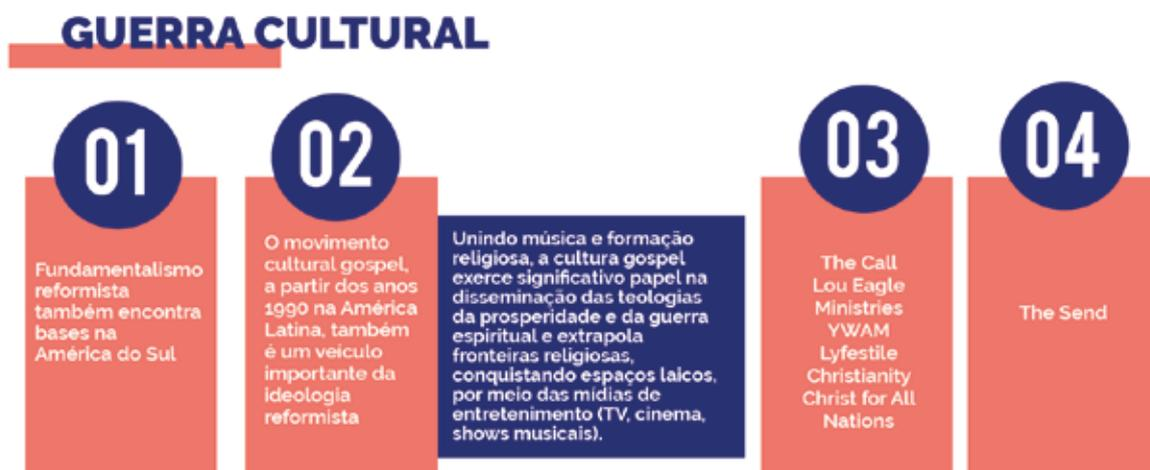 GUERRA CULTURAL
01
Fundamentalismo
reformista
também encontra
bases na
América do Sul
02
O movimento
cultural gospel,
a partir dos anos
1990 na América
Latina, também
é um veículo
importante da
ideologia
reformista
Unindo música e formação
religiosa, a cultura gospel
exerce significativo papel na
disseminação das teologias
da prosperidade e da guerra
espiritual e extrapola
fronteiras religiosas,
conquistando espaços laicos,
por meio das mídias de
entretenimento (TV, cinema,
shows musicais).
03
The Call
Lou Eagle
Ministries
YWAM
Lyfestile
Christianity
Christ for All
Nations
04
The Send